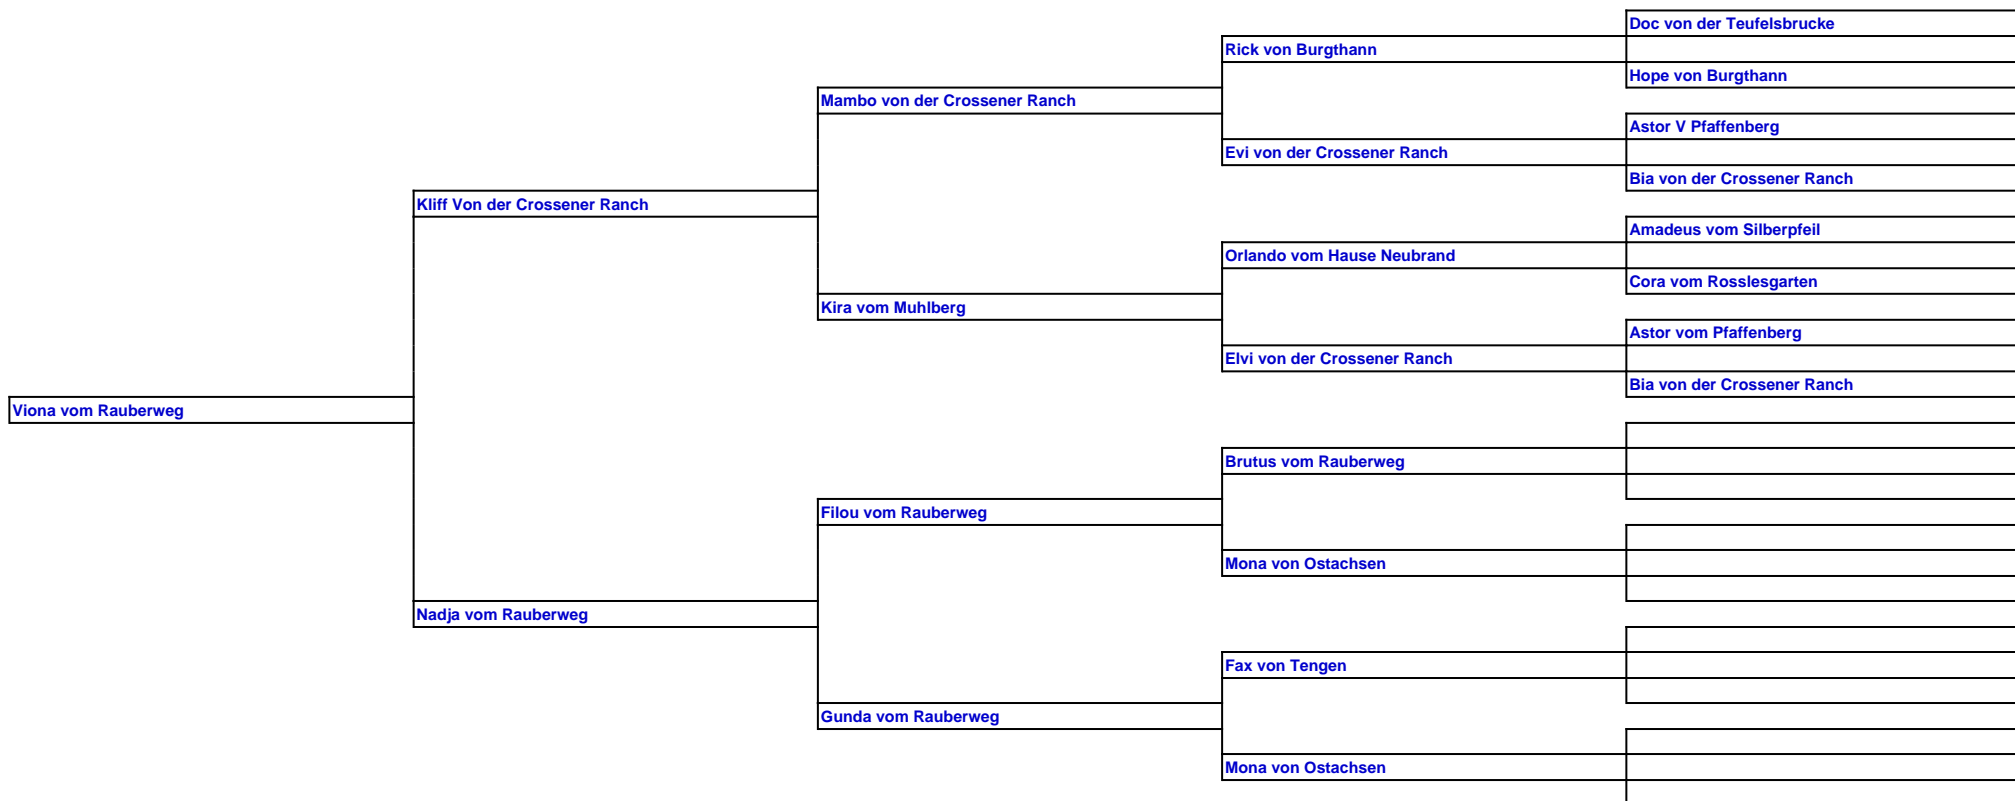 Doc von der Teufelsbrucke
Rick von Burgthann
Hope von Burgthann
Mambo von der Crossener Ranch
Astor V Pfaffenberg
Evi von der Crossener Ranch
Bia von der Crossener Ranch
Kliff Von der Crossener Ranch
Amadeus vom Silberpfeil
Orlando vom Hause Neubrand
Cora vom Rosslesgarten
Kira vom Muhlberg
Astor vom Pfaffenberg
Elvi von der Crossener Ranch
Bia von der Crossener Ranch
Viona vom Rauberweg
Brutus vom Rauberweg
Filou vom Rauberweg
Mona von Ostachsen
Nadja vom Rauberweg
Fax von Tengen
Gunda vom Rauberweg
Mona von Ostachsen